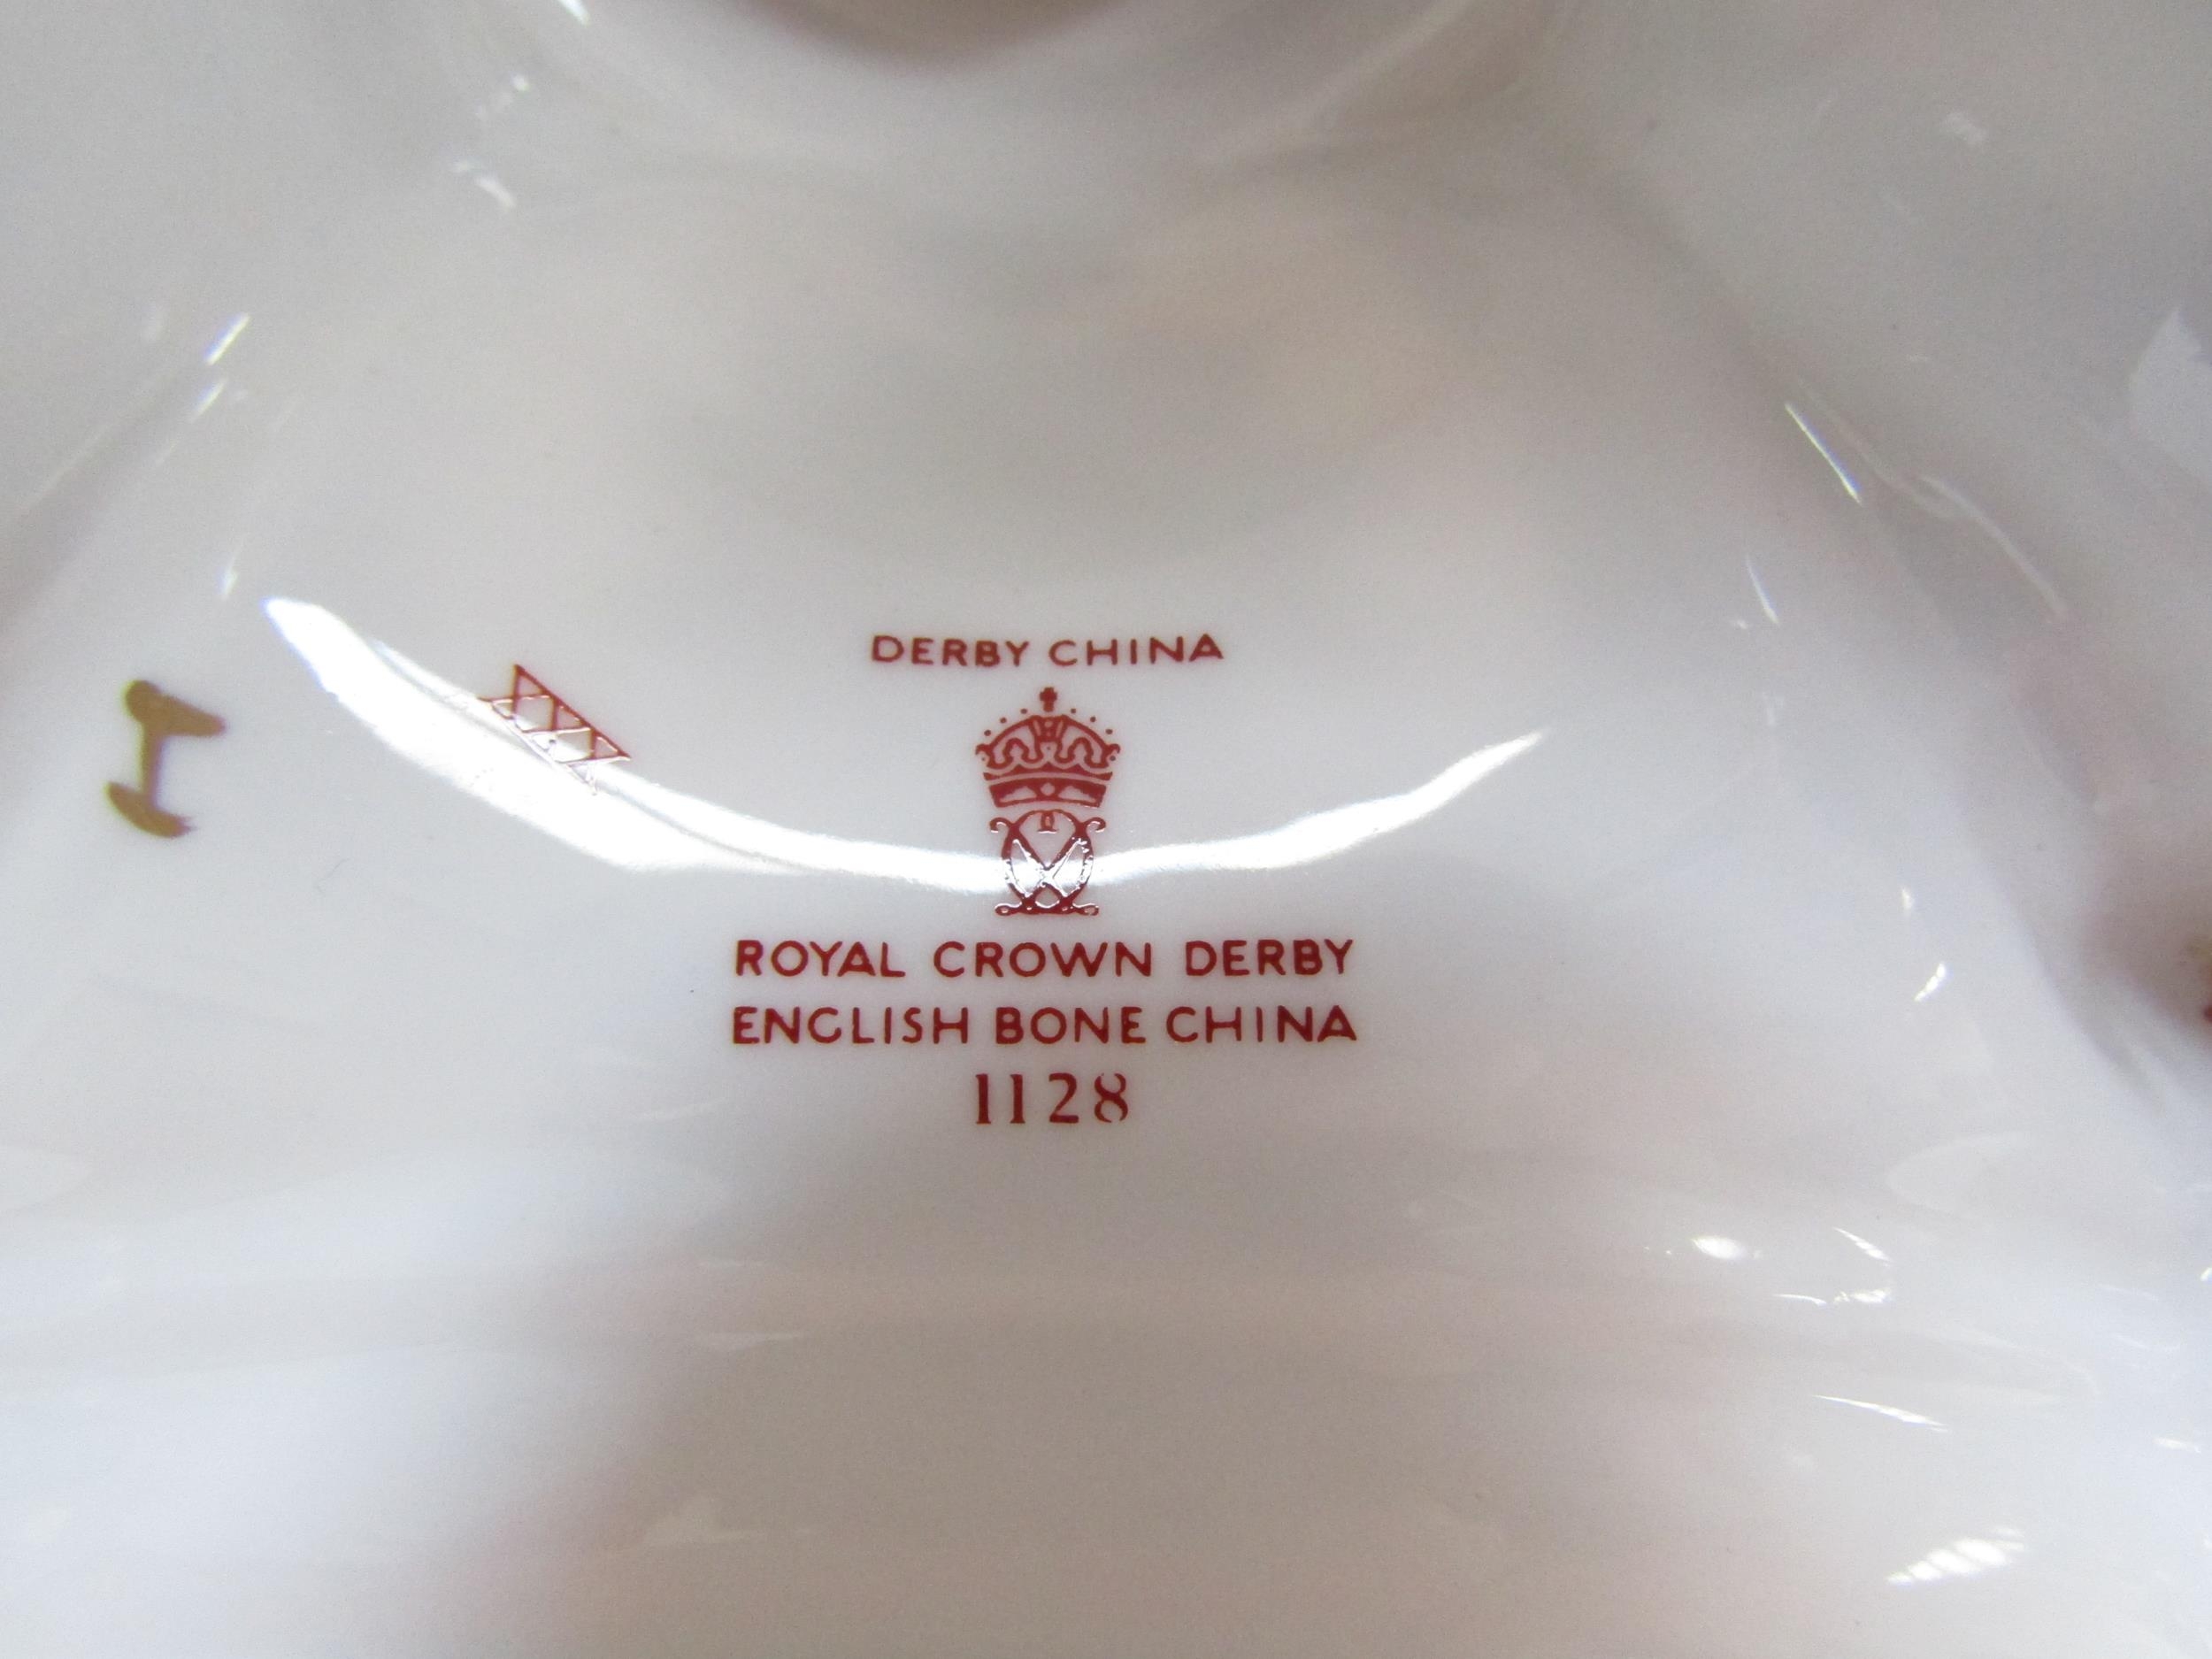 DERBY CHINA
I
ROYAL CROWN DERBY
ENGLISH BONE CHINA
1128